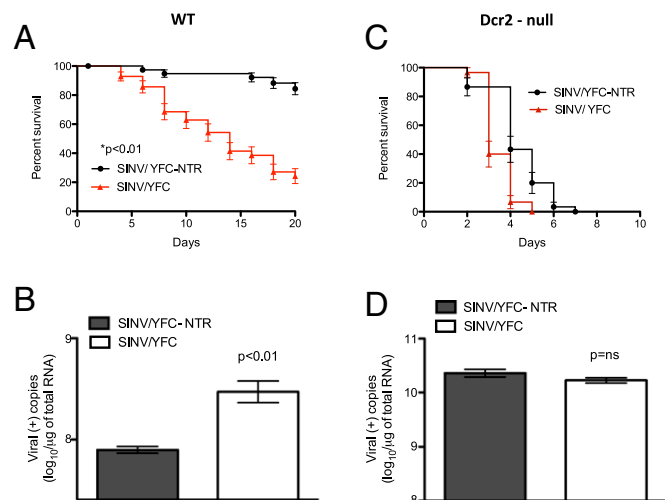 WT
Dcr2 - null
A
Percent survival
100
80
60
40
20
0
*p<0.01
SINV/ YFC-NTR
SINV/YFC
0
5
10
15
20
Days
C
Percent survival
100
80
60
40
20
0
SINV/YFC-NTR
SINV/ YFC
0
2
4
6
8
10
Days
B
SINV/YFC- NTR
SINV/YFC
Viral (+) copies
(log10/μg of total RNA)
9
8
p<0.01
D
SINV/YFC-NTR
SINV/YFC
Viral (+) copies
(log10/μg of total RNA)
11
10
9
8
p=ns